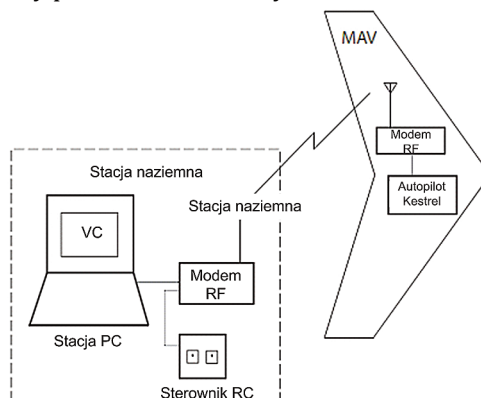 MAV
Modem
RF
Autopilot
Kestrel
Stacja naziemna
Stacja naziemna
VC
Modem
RF
Stacja PC
Sterownik RC